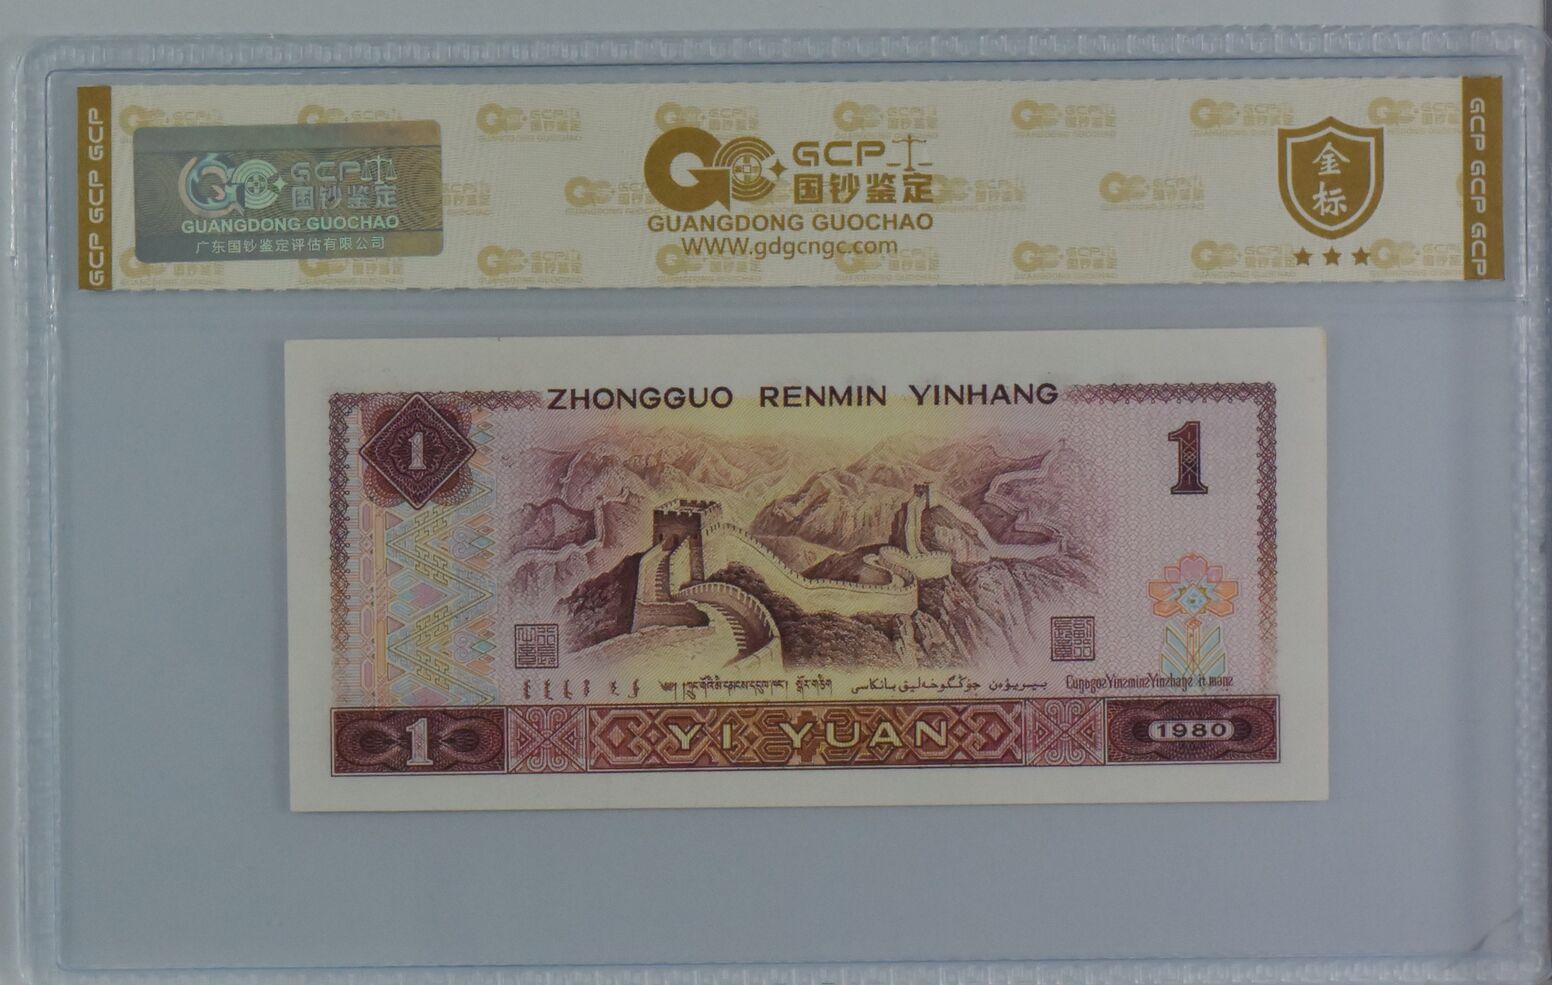 GCP GCP GCP
GCP 国钞鉴定
GUANGDONG GUOCHAO
广东国钞鉴定评估有限公司
GCP
国钞鉴定
GUANGDONG GUOCHAO
WWW.gdgcngc.com
金标
GCP GCP GCP
ZHONGGUO RENMIN YINHANG
1
1
1
YI YUAN
1980